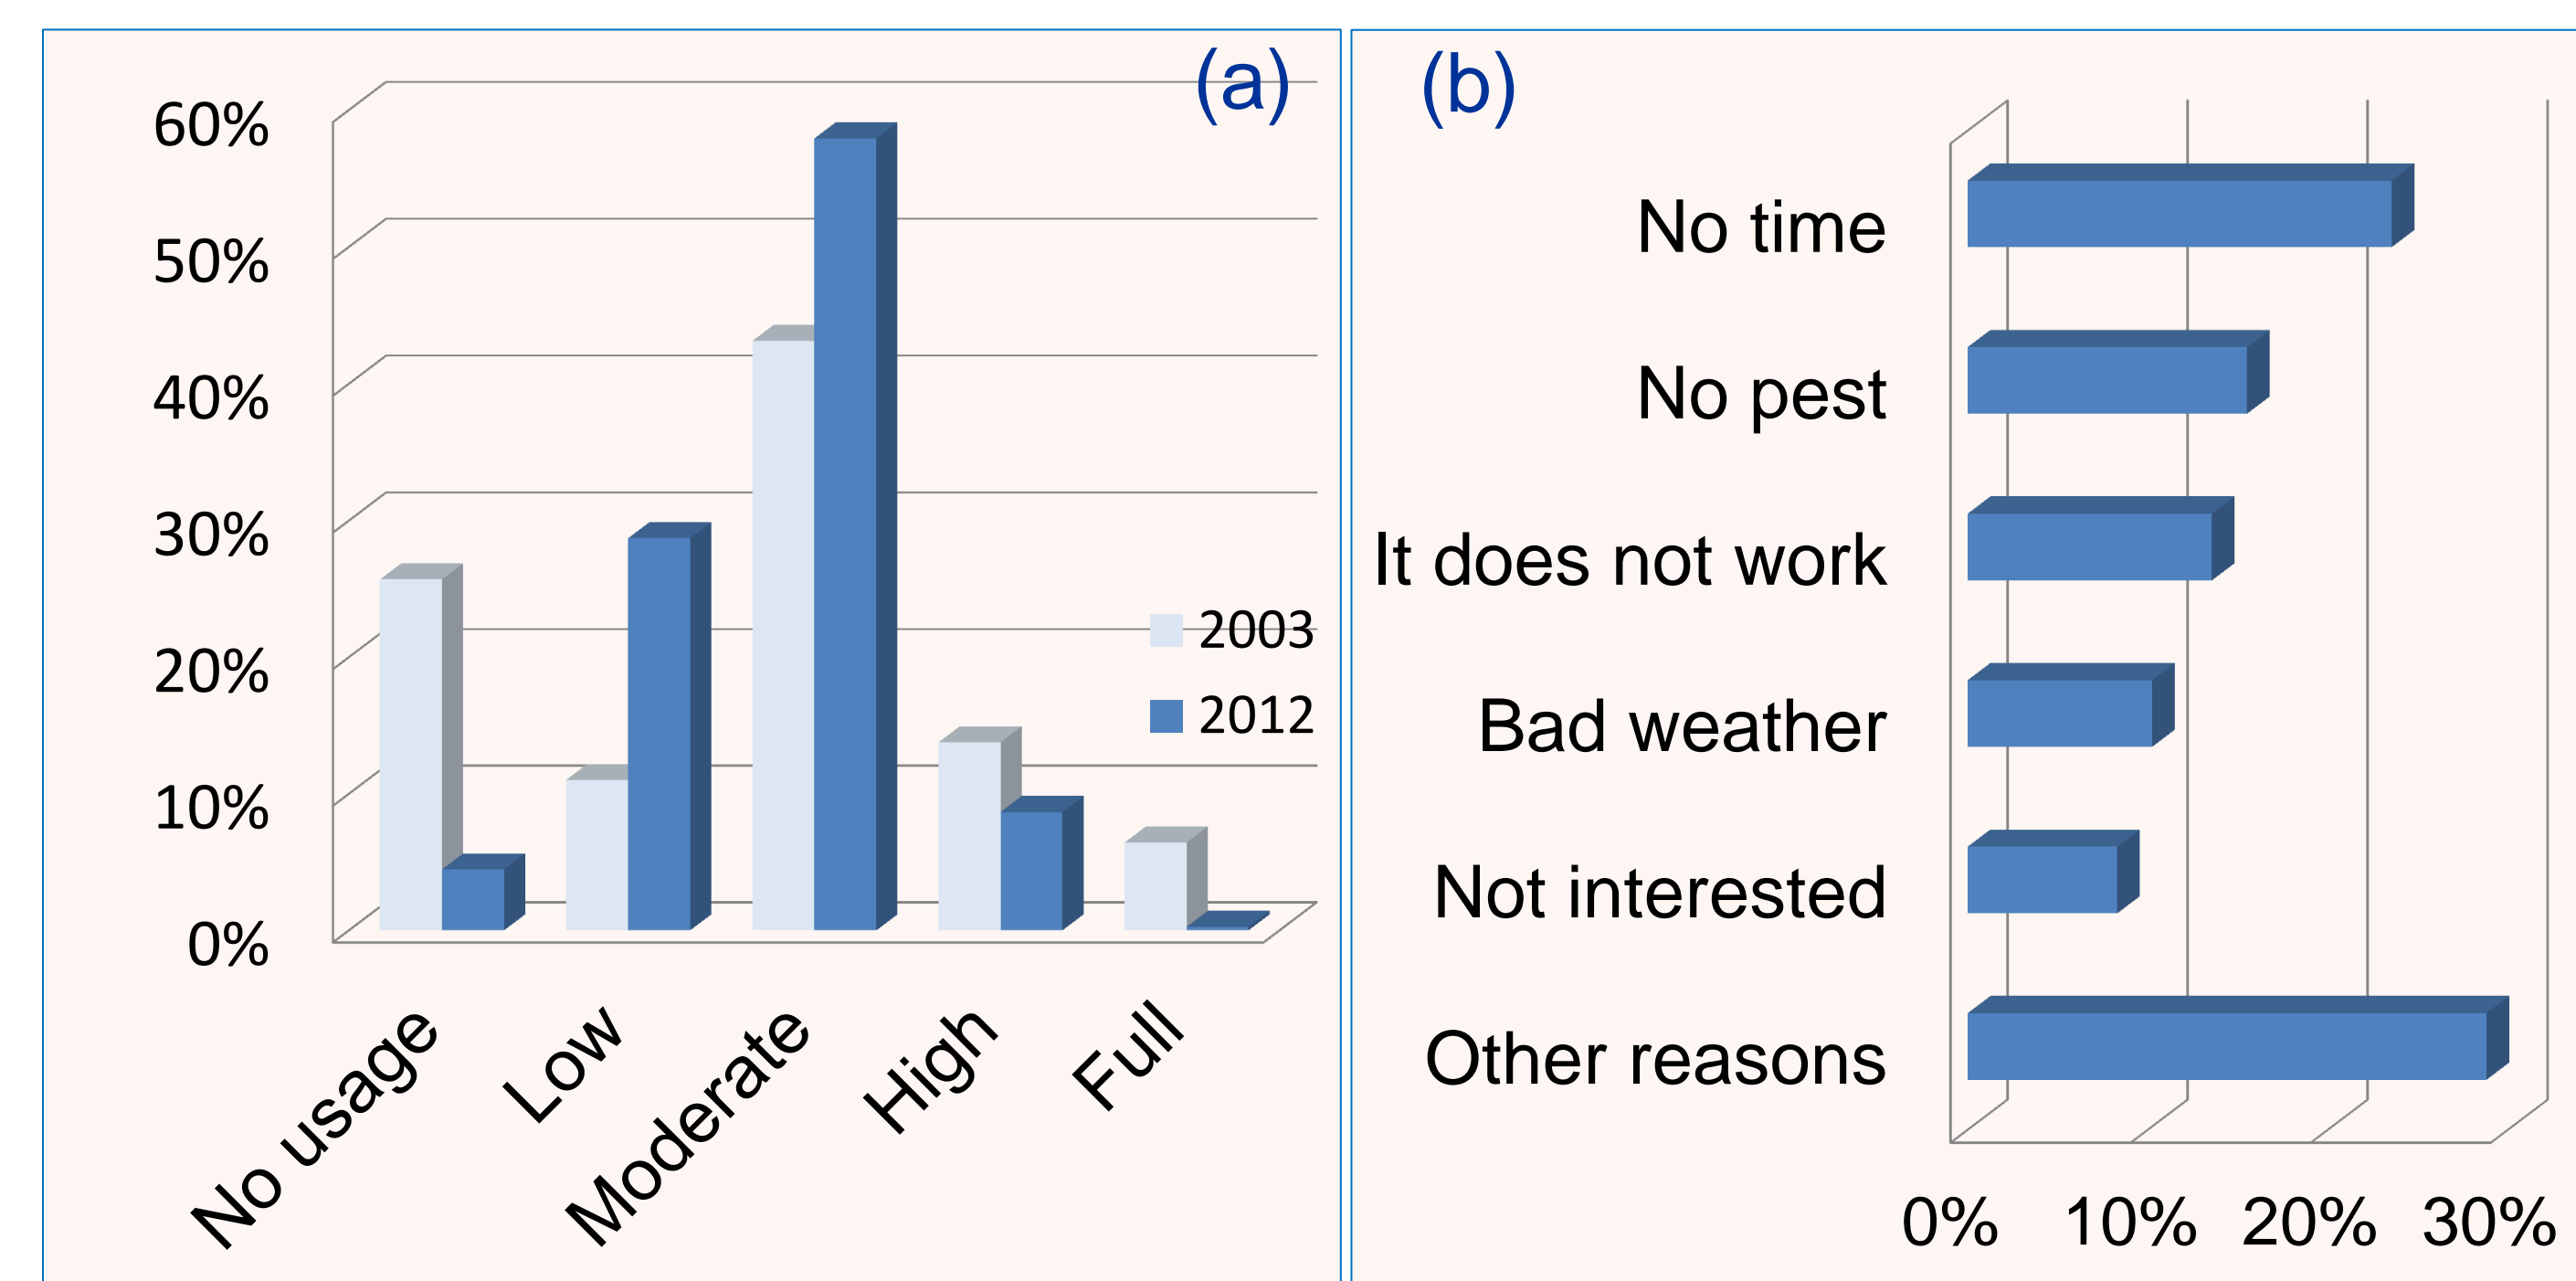 (a)
60%
50%
40%
30%
20%
10%
0%
2003
2012
No usage
Low
Moderate
High
Full
(b)
No time
No pest
It does not work
Bad weather
Not interested
Other reasons
0% 10% 20% 30%